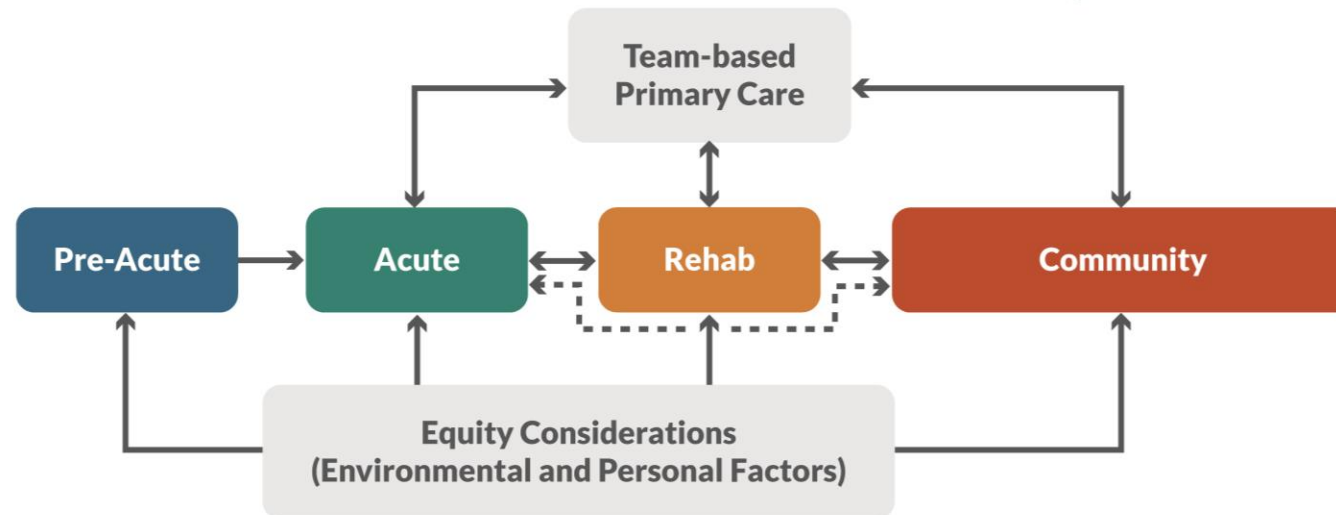 Team-based
Primary Care
Pre-Acute
Acute
Rehab
Community
Equity Considerations
(Environmental and Personal Factors)